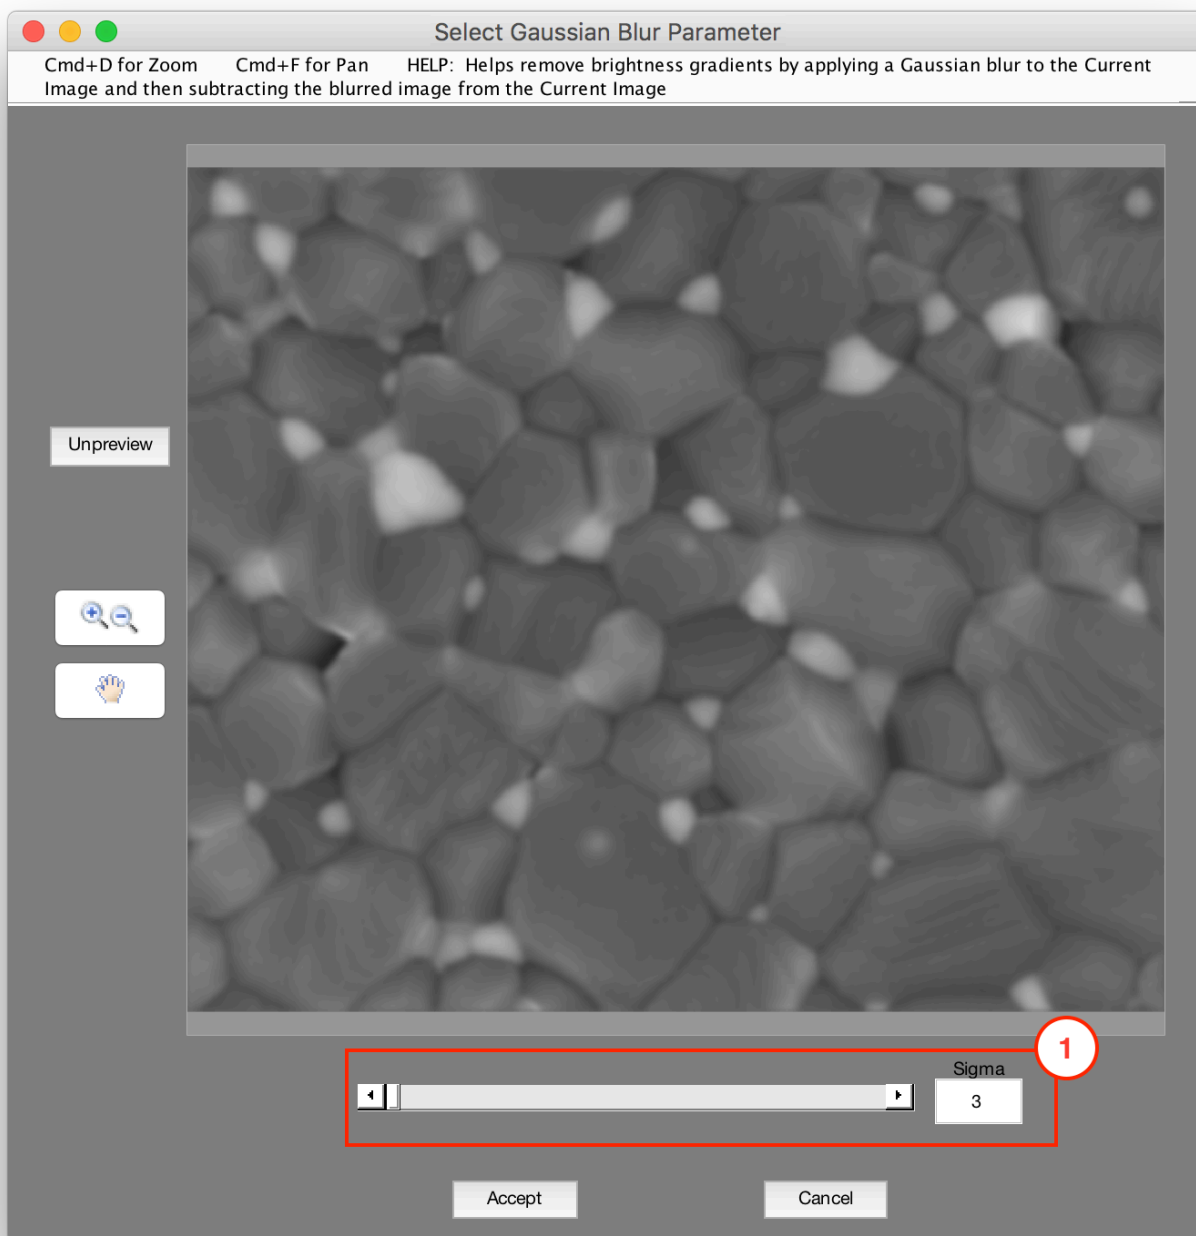 Select Gaussian Blur Parameter
Cmd+D for Zoom Cmd+F for Pan HELP: Helps remove brightness gradients by applying a Gaussian blur to the Current
Image and then subtracting the blurred image from the Current Image
Unpreview
1
Sigma
3
Accept
Cancel